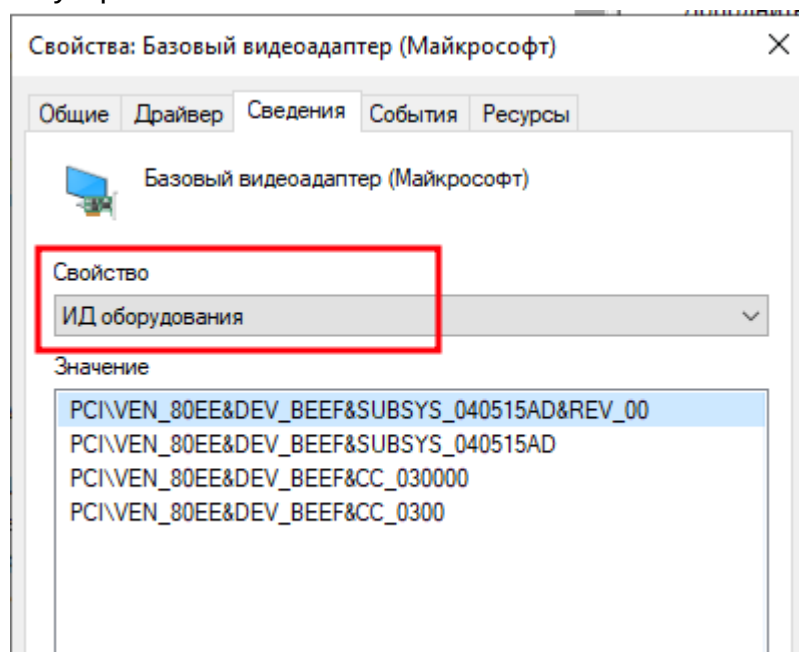 Свойства: Базовый видеоадаптер (Майкрософт)
Общие Драйвер Сведения События Ресурсы
Базовый видеоадаптер (Майкрософт)
Свойство
ИД оборудования
Значение
PCI\VEN_80EE&DEV_BEEF&SUBSYS_040515AD&REV_00
PCI\VEN_80EE&DEV_BEEF&SUBSYS_040515AD
PCI\VEN_80EE&DEV_BEEF&CC_030000
PCI\VEN_80EE&DEV_BEEF&CC_0300